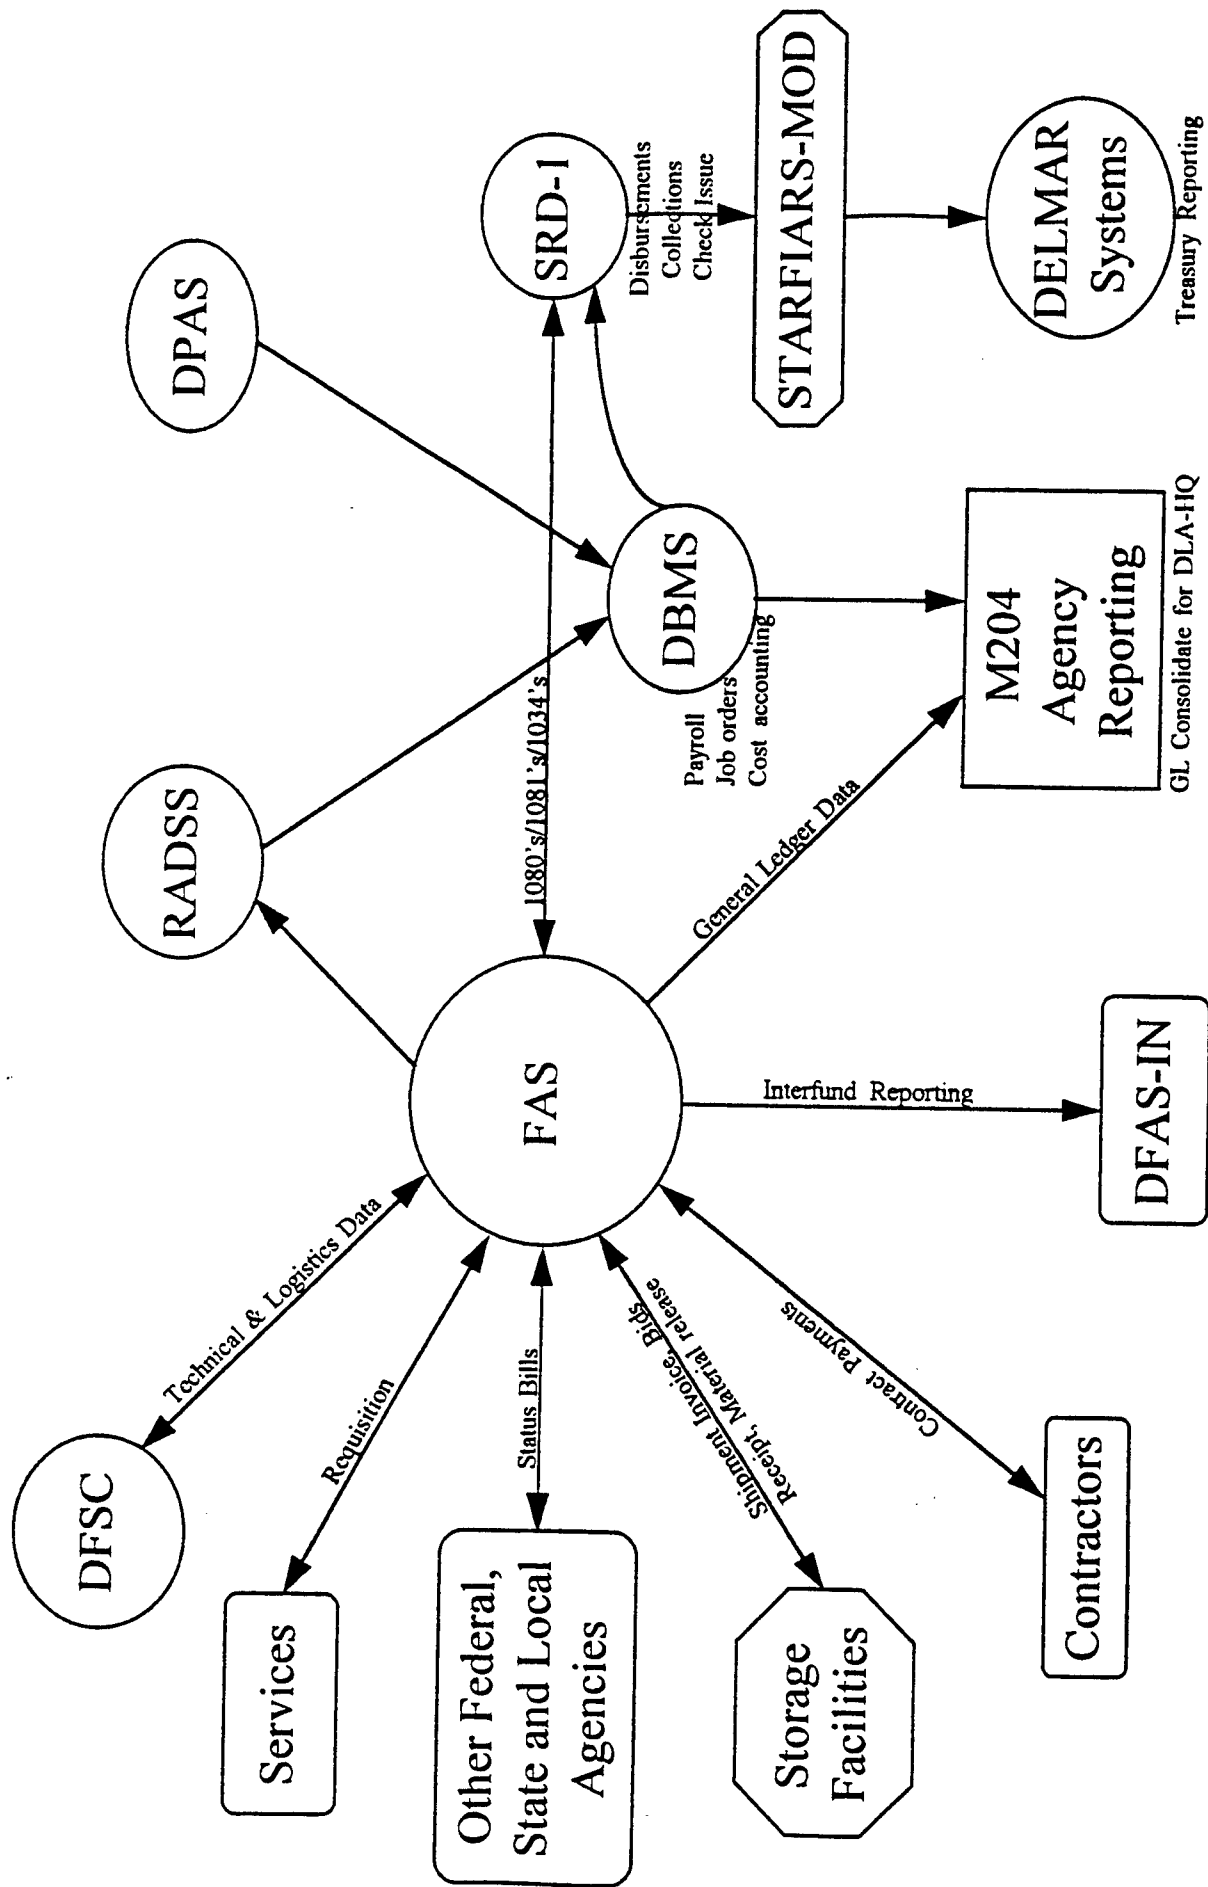 DFSC
Technical & Logistics Data
RADSS
DPAS
Services
Requisition
Other Federal,
State and Local
Agencies
Status Bills
FAS
1080's/1081's/1034's
SRD-1
Disbursements
Collections
Check Issue
DBMS
Payroll
Job orders
Cost accounting
Storage
Facilities
Shipment Invoice, Bids
Receipt, Material release
General Ledger Data
STARFIARS-MOD
Contractors
Contract Payments
Interfund Reporting
DFAS-IN
M204
Agency
Reporting
GL Consolidate for DLA-HQ
DELMAR
Systems
Treasury Reporting